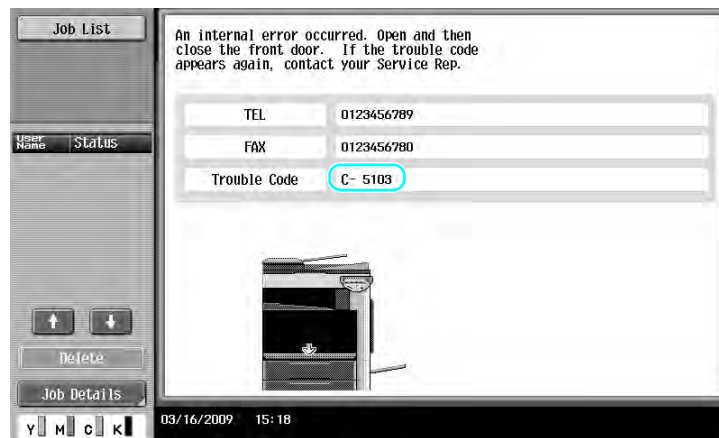 Job List
An internal error occurred. Open and then
close the front door. If the trouble code
appears again, contact your Service Rep.
TEL 0123456789
FAX 0123456780
Trouble Code C- 5103
User Name Status
Delete
Job Details
Y M C K
03/16/2009 15:18